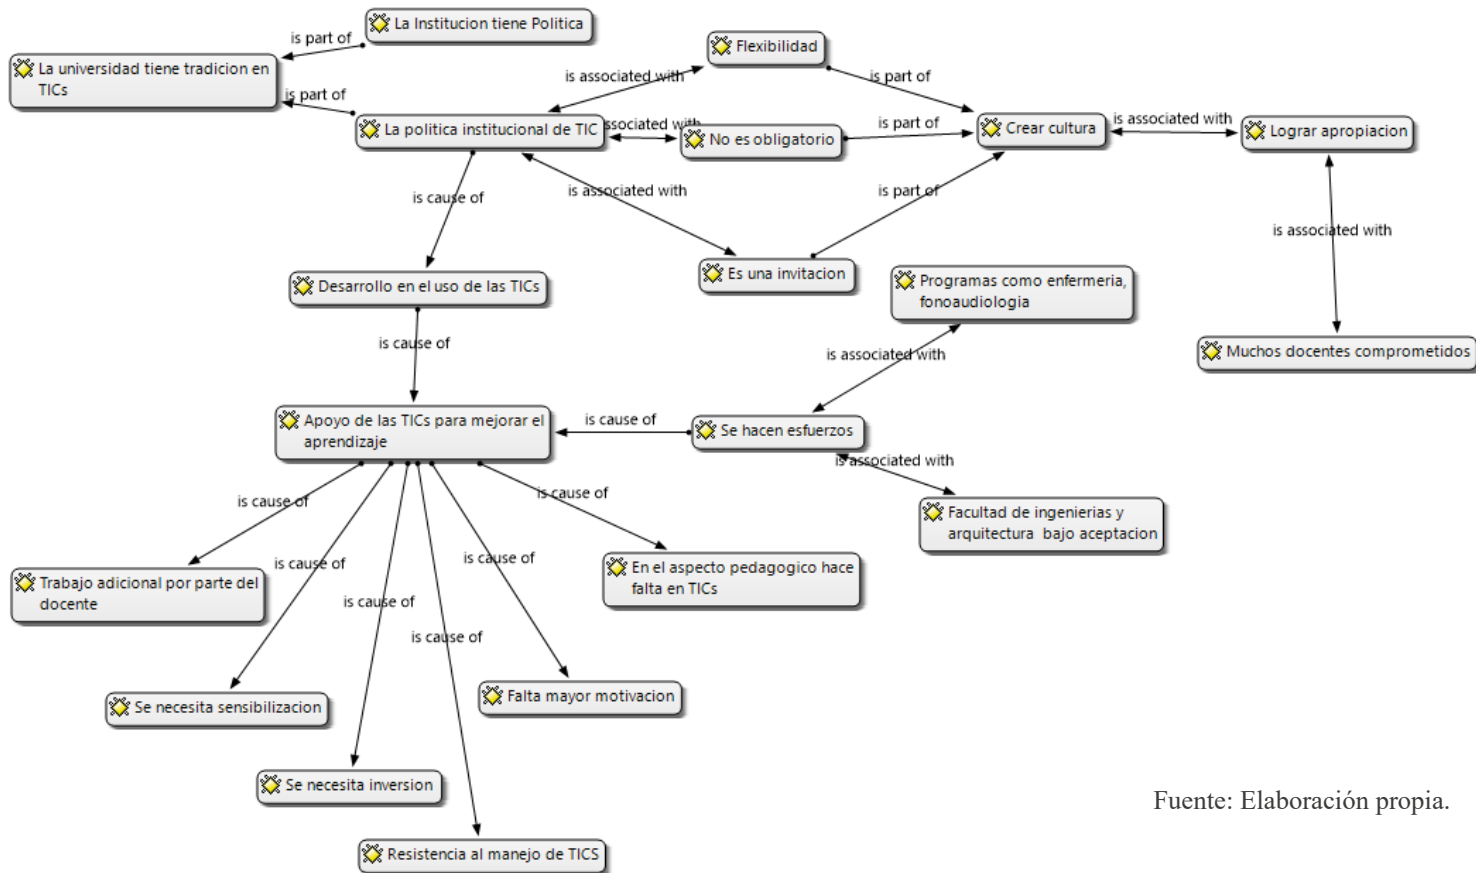 La Institucion tiene Politica
is part of
La universidad tiene tradicion en
TICs
is part of
La politica institucional de TIC
is associated with
Flexibilidad
is part of
associated with
No es obligatorio
is part of
Crear cultura
is associated with
Lograr apropiacion
is associated with
Es una invitacion
is part of
is associated with
Muchos docentes comprometidos
is cause of
Desarrollo en el uso de las TICs
is cause of
Programas como enfermeria,
fonoaudiologia
is associated with
Apoyo de las TICs para mejorar el
aprendizaje
is cause of
Se hacen esfuerzos
is associated with
Facultad de ingenierias y
arquitectura bajo aceptacion
is cause of
Trabajo adicional por parte del
docente
is cause of
Se necesita sensibilizacion
is cause of
Se necesita inversion
is cause of
Resistencia al manejo de TICS
is cause of
Falta mayor motivacion
is cause of
En el aspecto pedagogico hace
falta en TICs
Fuente: Elaboración propia.